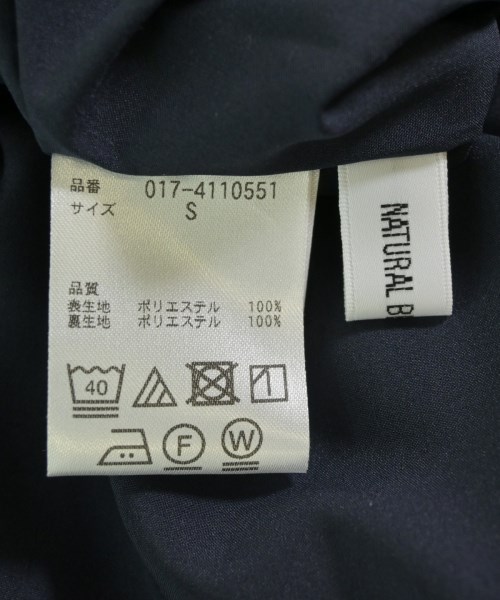 品番 017-4110551
サイズ S
品質
表生地 ポリエステル 100%
裏生地 ポリエステル 100%
40
F W
NATURAL B